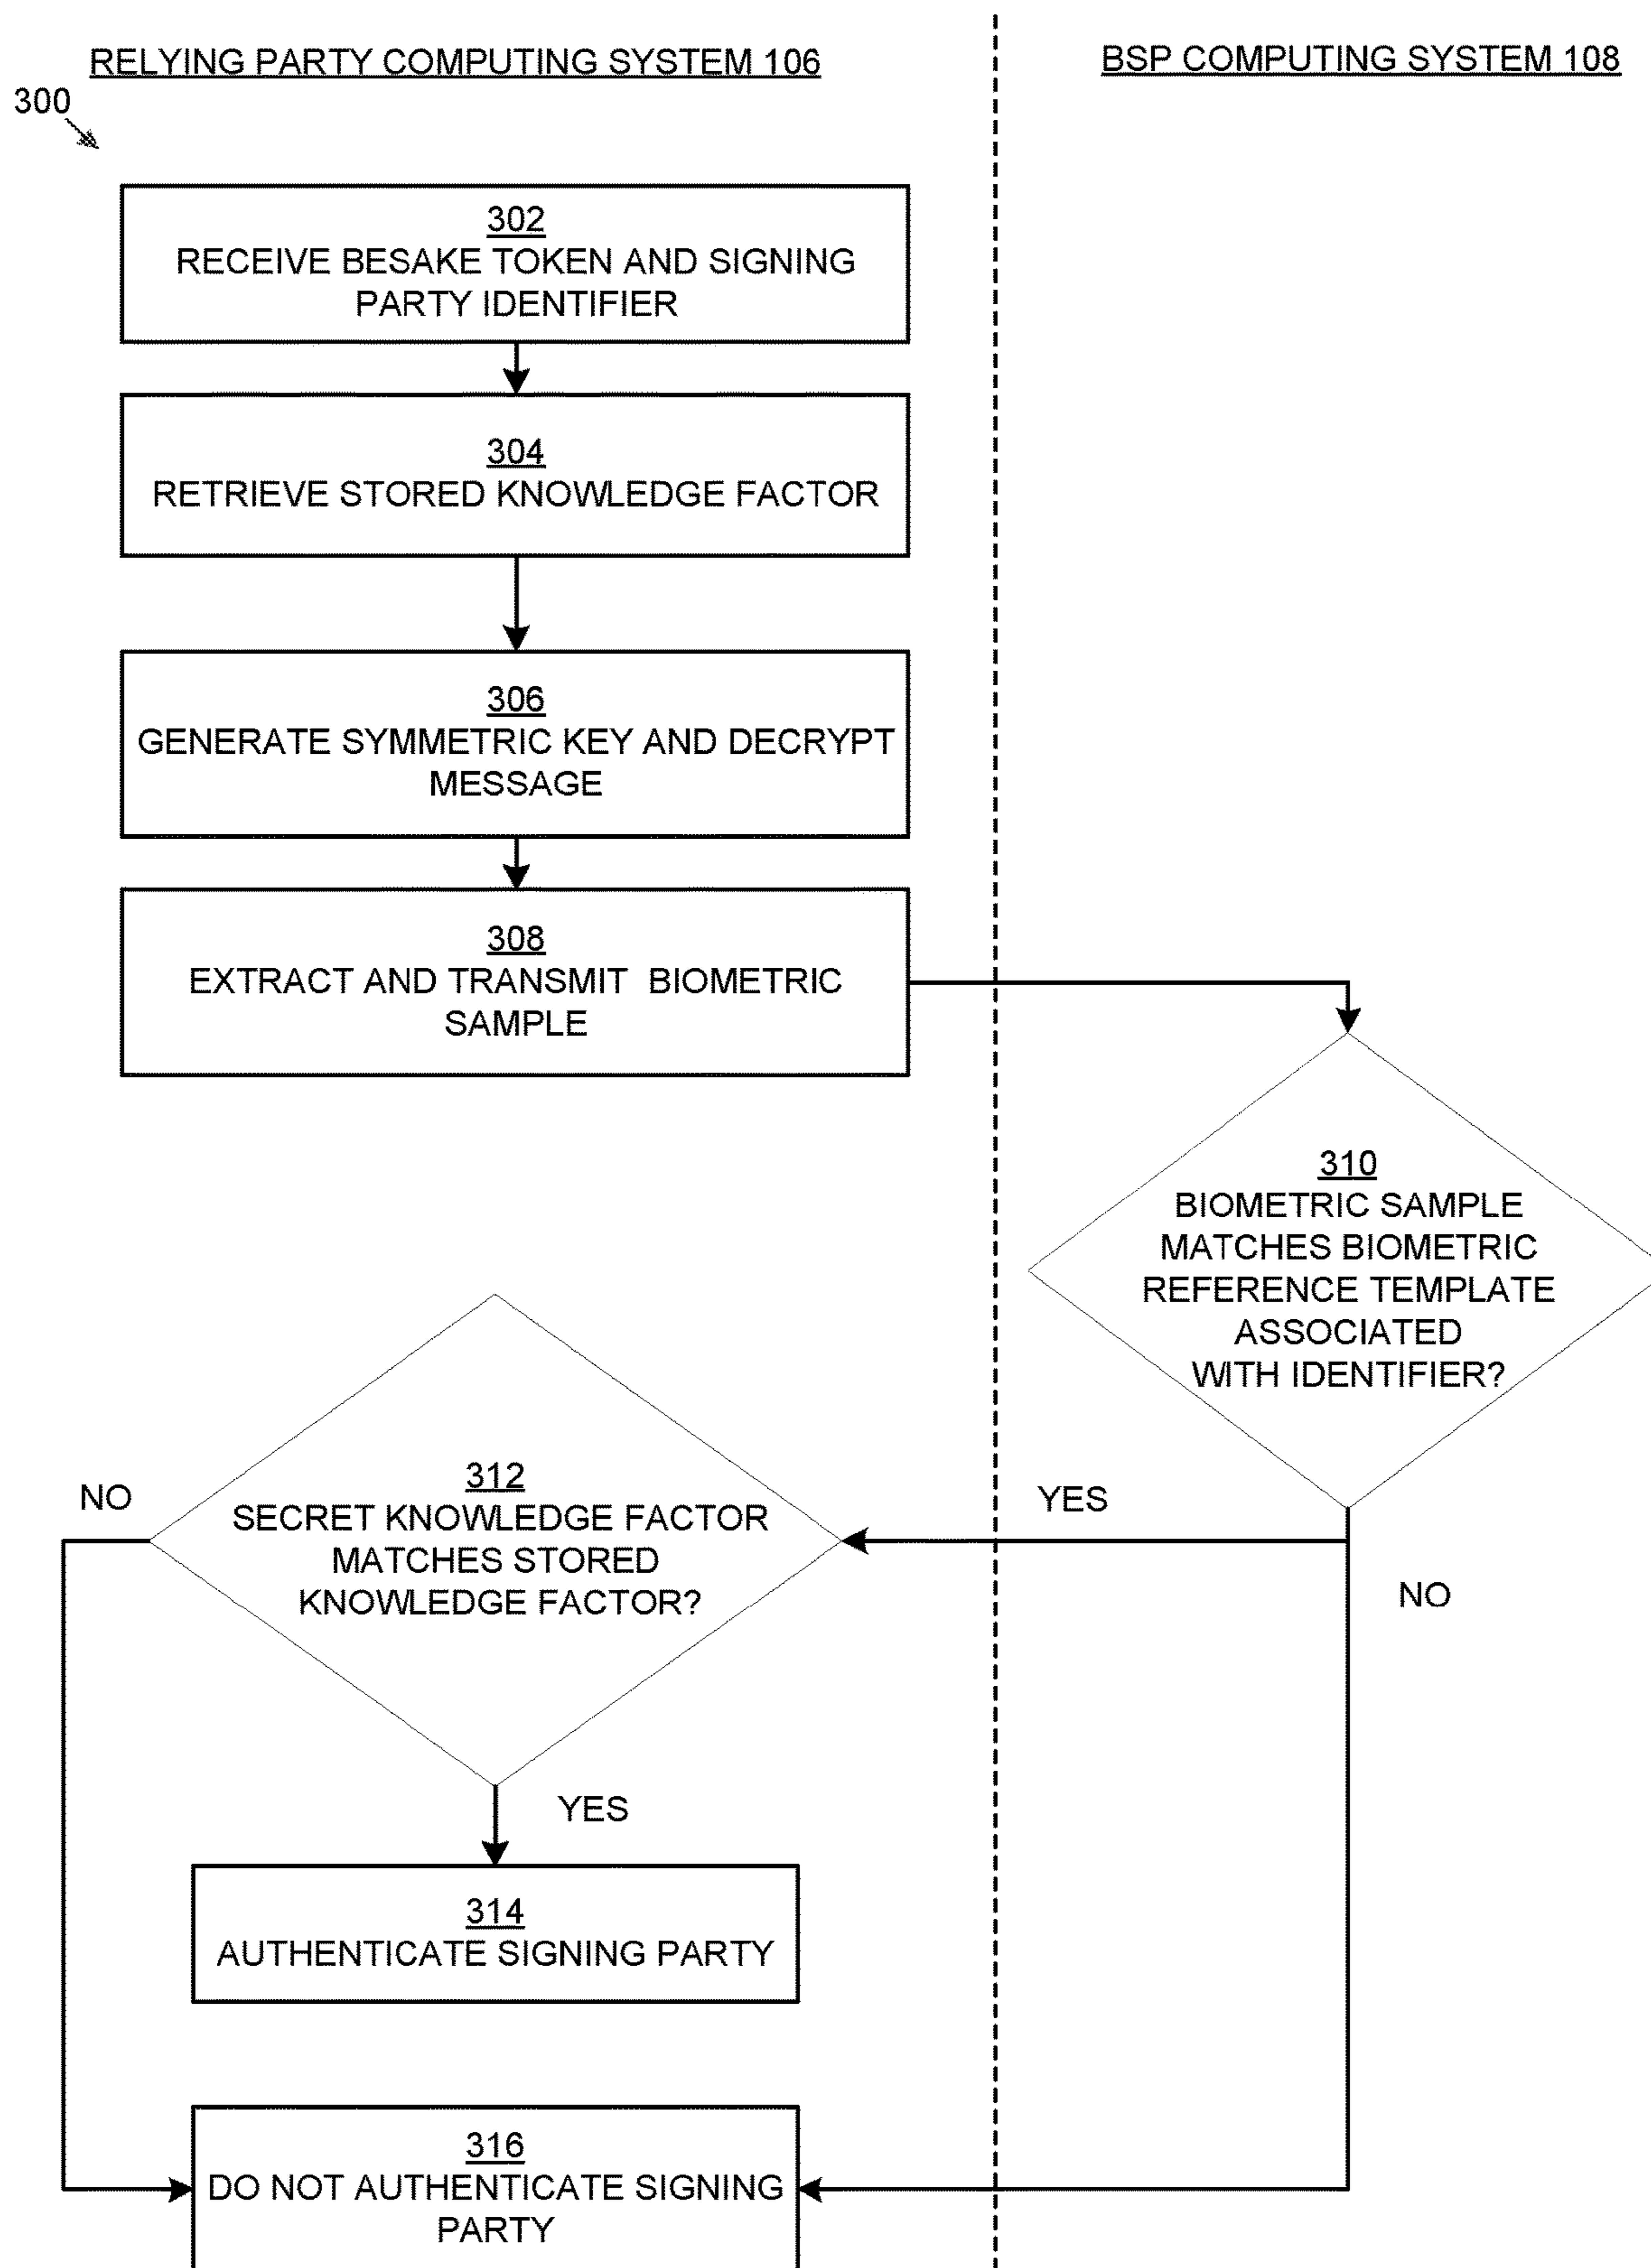 RELYING PARTY COMPUTING SYSTEM 106
BSP COMPUTING SYSTEM 108
300
302
RECEIVE BESAKE TOKEN AND SIGNING
PARTY IDENTIFIER
304
RETRIEVE STORED KNOWLEDGE FACTOR
306
GENERATE SYMMETRIC KEY AND DECRYPT
MESSAGE
308
EXTRACT AND TRANSMIT BIOMETRIC
SAMPLE
310
BIOMETRIC SAMPLE
MATCHES BIOMETRIC
REFERENCE TEMPLATE
ASSOCIATED
WITH IDENTIFIER?
312
SECRET KNOWLEDGE FACTOR
MATCHES STORED
KNOWLEDGE FACTOR?
NO
YES
NO
YES
314
AUTHENTICATE SIGNING PARTY
316
DO NOT AUTHENTICATE SIGNING
PARTY